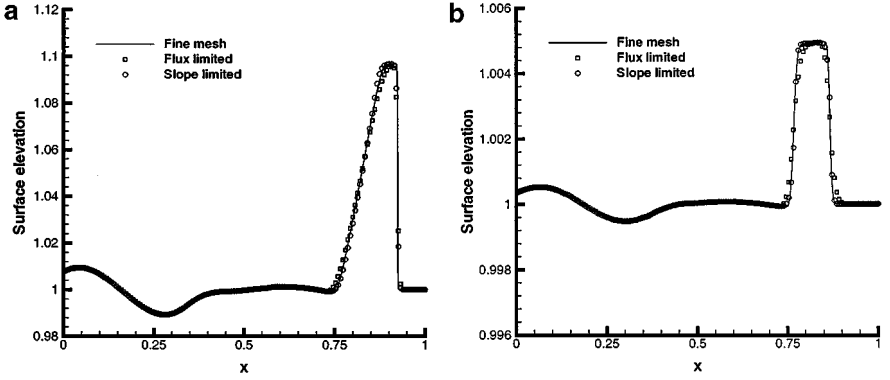 a
1.12
1.1
1.08
1.06
1.04
1.02
1
0.98
Surface elevation
Fine mesh
Flux limited
Slope limited
0
0.25
0.5
0.75
1
x
b
1.006
1.004
1.002
1
0.998
0.996
Surface elevation
Fine mesh
Flux limited
Slope limited
0
0.25
0.5
0.75
1
x